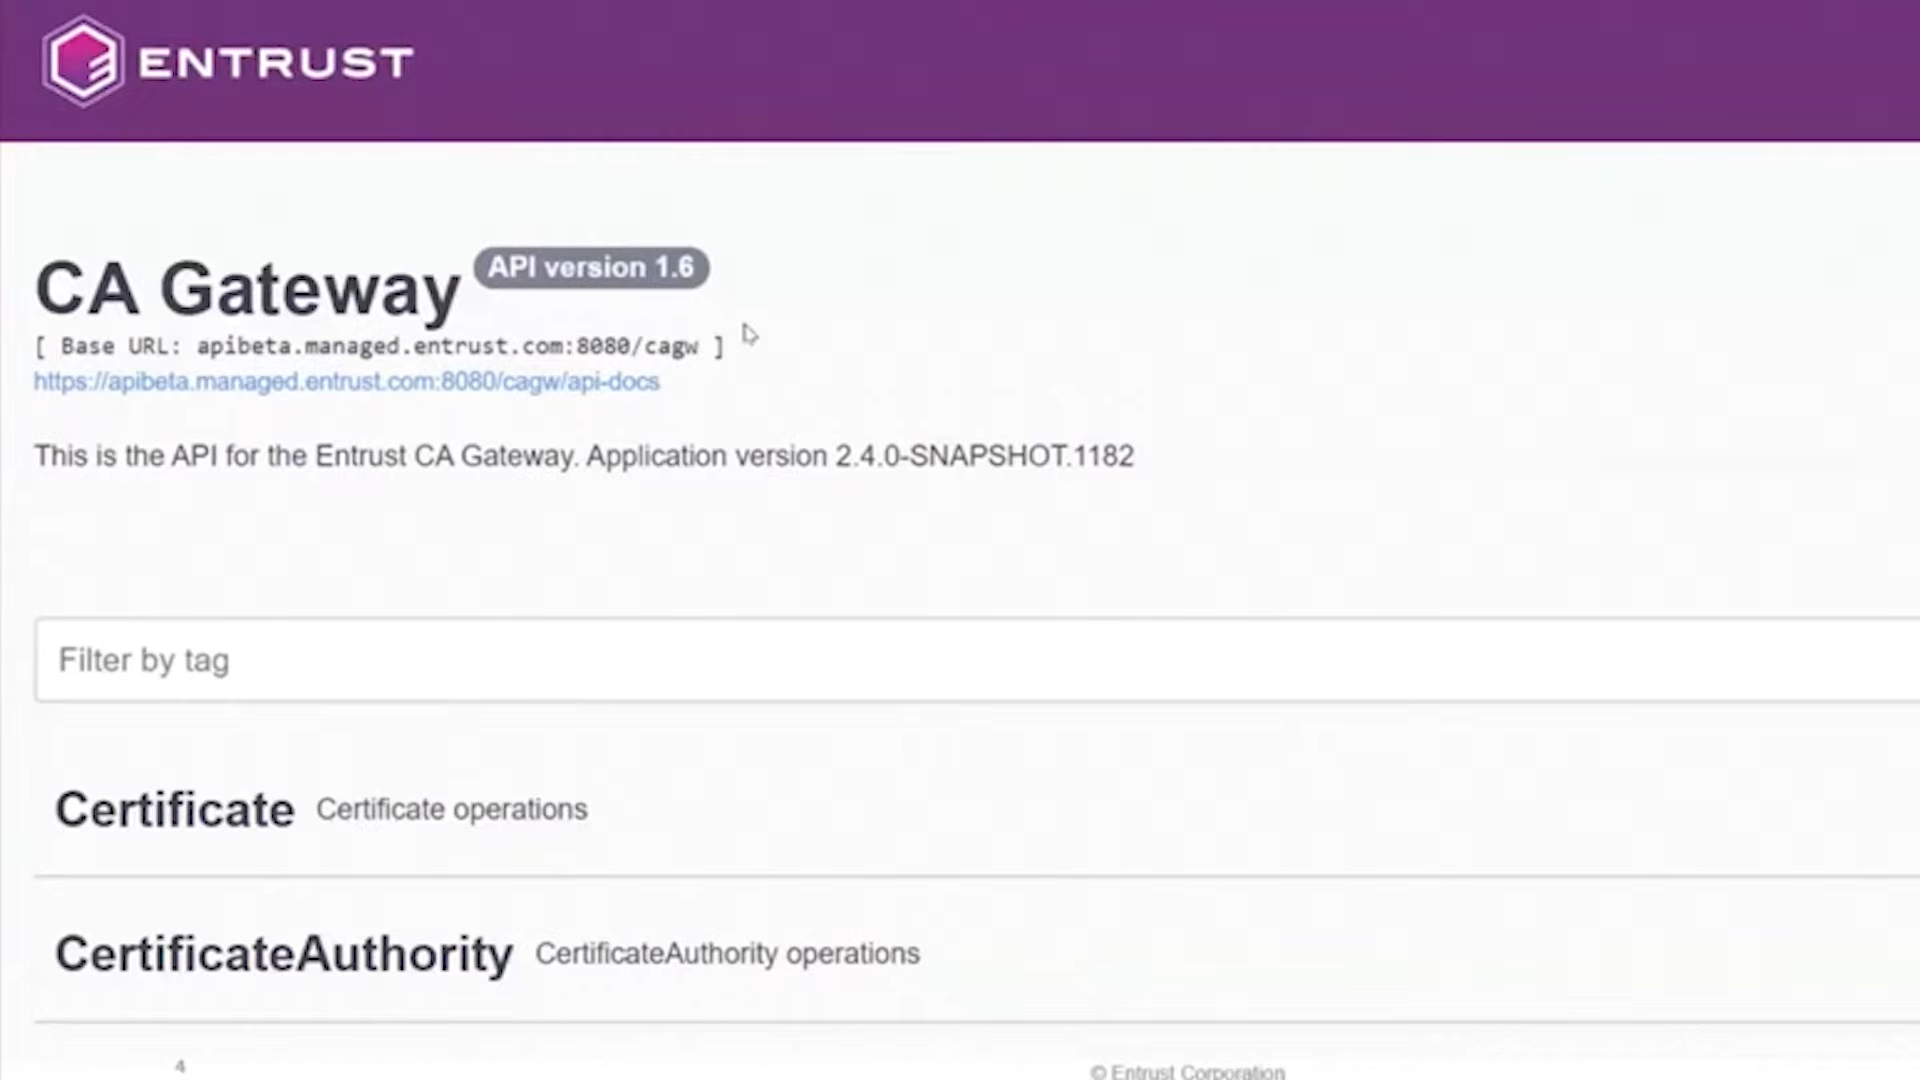 ENTRUST
CA Gateway API version 1.6
[ Base URL: apibeta.managed.entrust.com:8080/cagw ]
https://apibeta.managed.entrust.com:8080/cagw/api-docs
This is the API for the Entrust CA Gateway. Application version 2.4.0-SNAPSHOT.1182
Filter by tag
Certificate Certificate operations
CertificateAuthority CertificateAuthority operations
4 © Entrust Corporation